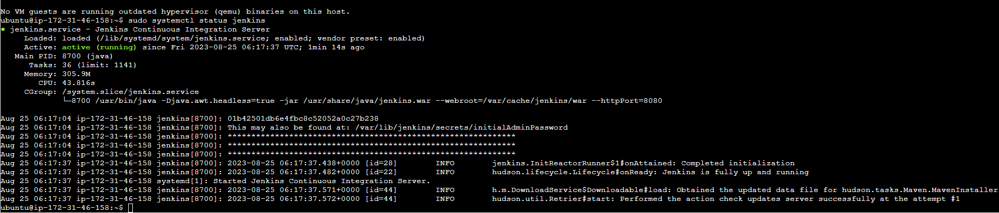 No VM guests are running outdated hypervisor (qemu) binaries on this host.
ubuntu@ip-172-31-46-158:~$ sudo systemctl status jenkins
● jenkins.service - Jenkins Continuous Integration Server
     Loaded: loaded (/lib/systemd/system/jenkins.service; enabled; vendor preset: enabled)
     Active: active (running) since Fri 2023-08-25 06:17:37 UTC; 1min 14s ago
   Main PID: 8700 (java)
      Tasks: 36 (limit: 1141)
     Memory: 305.9M
        CPU: 43.816s
     CGroup: /system.slice/jenkins.service
             └─8700 /usr/bin/java -Djava.awt.headless=true -jar /usr/share/java/jenkins.war --webroot=/var/cache/jenkins/war --httpPort=8080
Aug 25 06:17:04 ip-172-31-46-158 jenkins[8700]: 01b42501db6e4fbc8c52052a0c27b238
Aug 25 06:17:04 ip-172-31-46-158 jenkins[8700]: This may also be found at: /var/lib/jenkins/secrets/initialAdminPassword
Aug 25 06:17:04 ip-172-31-46-158 jenkins[8700]: *************************************************************
Aug 25 06:17:04 ip-172-31-46-158 jenkins[8700]: *************************************************************
Aug 25 06:17:04 ip-172-31-46-158 jenkins[8700]: *************************************************************
Aug 25 06:17:37 ip-172-31-46-158 jenkins[8700]: 2023-08-25 06:17:37.438+0000 [id=28]        INFO        jenkins.InitReactorRunner$1#onAttained: Completed initialization
Aug 25 06:17:37 ip-172-31-46-158 jenkins[8700]: 2023-08-25 06:17:37.482+0000 [id=22]        INFO        hudson.lifecycle.Lifecycle#onReady: Jenkins is fully up and running
Aug 25 06:17:37 ip-172-31-46-158 systemd[1]: Started Jenkins Continuous Integration Server.
Aug 25 06:17:37 ip-172-31-46-158 jenkins[8700]: 2023-08-25 06:17:37.571+0000 [id=44]        INFO        h.m.DownloadService$Downloadable#load: Obtained the updated data file for hudson.tasks.Maven.MavenInstaller
Aug 25 06:17:37 ip-172-31-46-158 jenkins[8700]: 2023-08-25 06:17:37.572+0000 [id=44]        INFO        hudson.util.Retrier#start: Performed the action check updates server successfully at the attempt #1
ubuntu@ip-172-31-46-158:~$